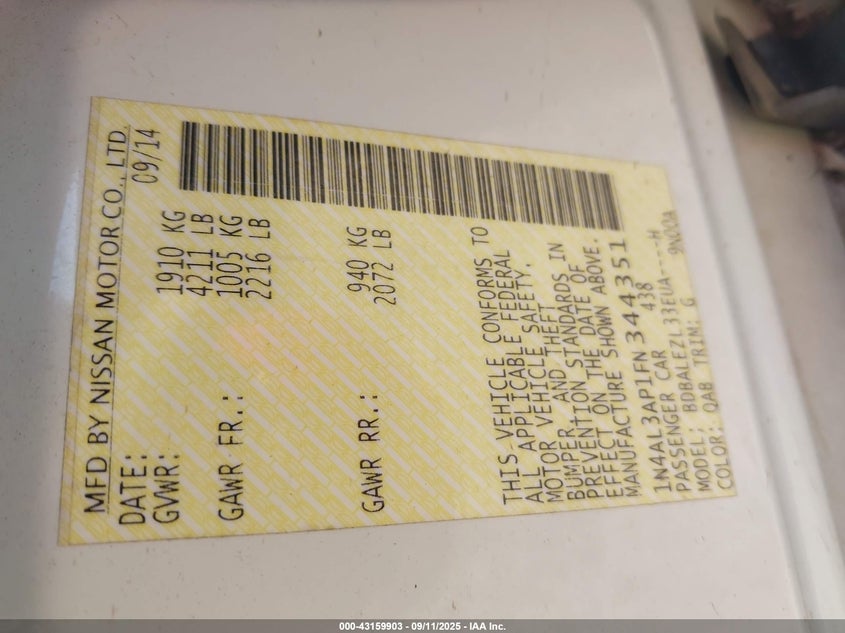 MFD BY NISSAN MOTOR CO., LTD.
DATE: 09/14
GVWR: 1910 KG
4211 LB
GAWR FR.: 1005 KG
2216 LB
GAWR RR.: 940 KG
2072 LB
THIS VEHICLE CONFORMS TO
ALL APPLICABLE FEDERAL
MOTOR VEHICLE SAFETY,
BUMPER AND THEFT
PREVENTION STANDARDS IN
EFFECT ON THE DATE OF
MANUFACTURE SHOWN ABOVE.
1N4AL3AP1FN344351
PASSENGER CAR 438
MODEL: BDBALEZL33EUA----H
COLOR: QAB TRIM: G 9N00A
000-43159903 - 09/11/2025 - IAA Inc.